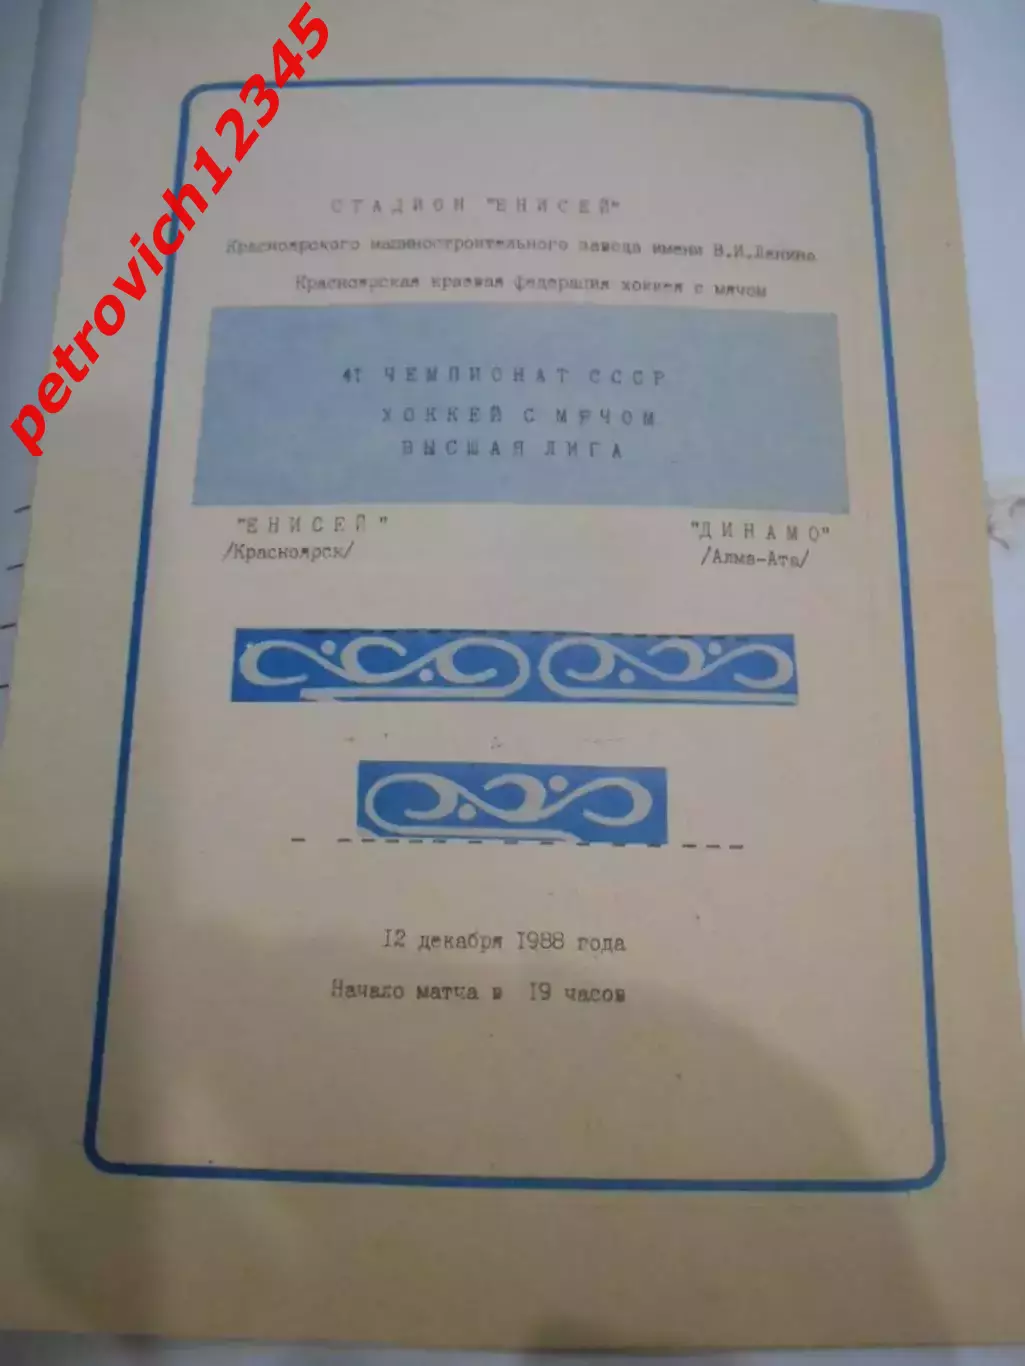 petrovich12345
СТАДИОН "ЕНИСЕЙ"
Красноярского машиностроительного завода имени В.И.Ленина
Красноярская краевая федерация хоккея с мячом
41 ЧЕМПИОНАТ СССР
ХОККЕЙ С МЯЧОМ
ВЫСШАЯ ЛИГА
"ЕНИСЕЙ" "ДИНАМО"
/Красноярск/ /Алма-Ата/
12 декабря 1988 года
Начало матча в 19 часов